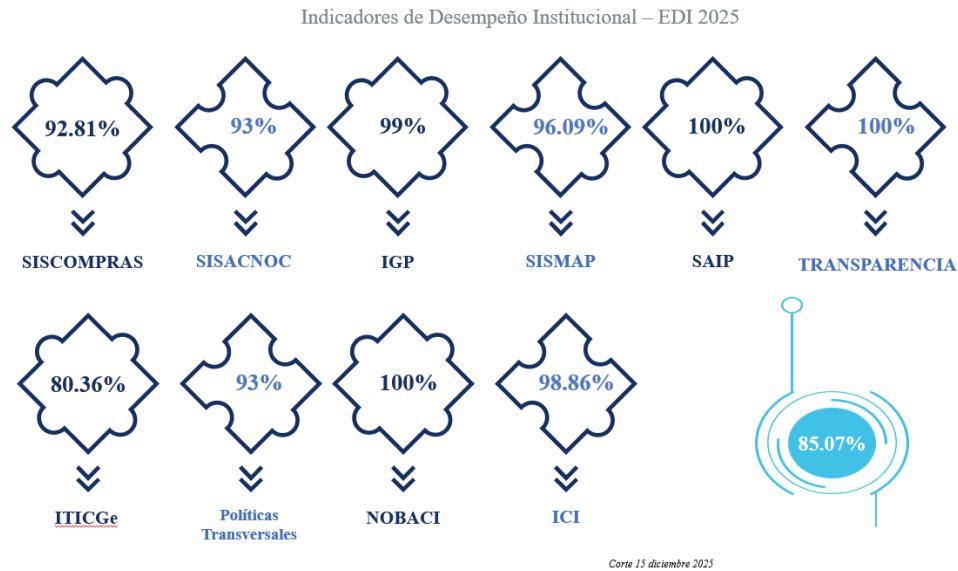 Indicadores de Desempeño Institucional – EDI 2025
92.81%
93%
99%
96.09%
100%
100%
SISCOMPRAS
SISACNOC
IGP
SISMAP
SAIP
TRANSPARENCIA
80.36%
93%
100%
98.86%
85.07%
ITICGe
Políticas
Transversales
NOBACI
ICI
Corte 15 diciembre 2025